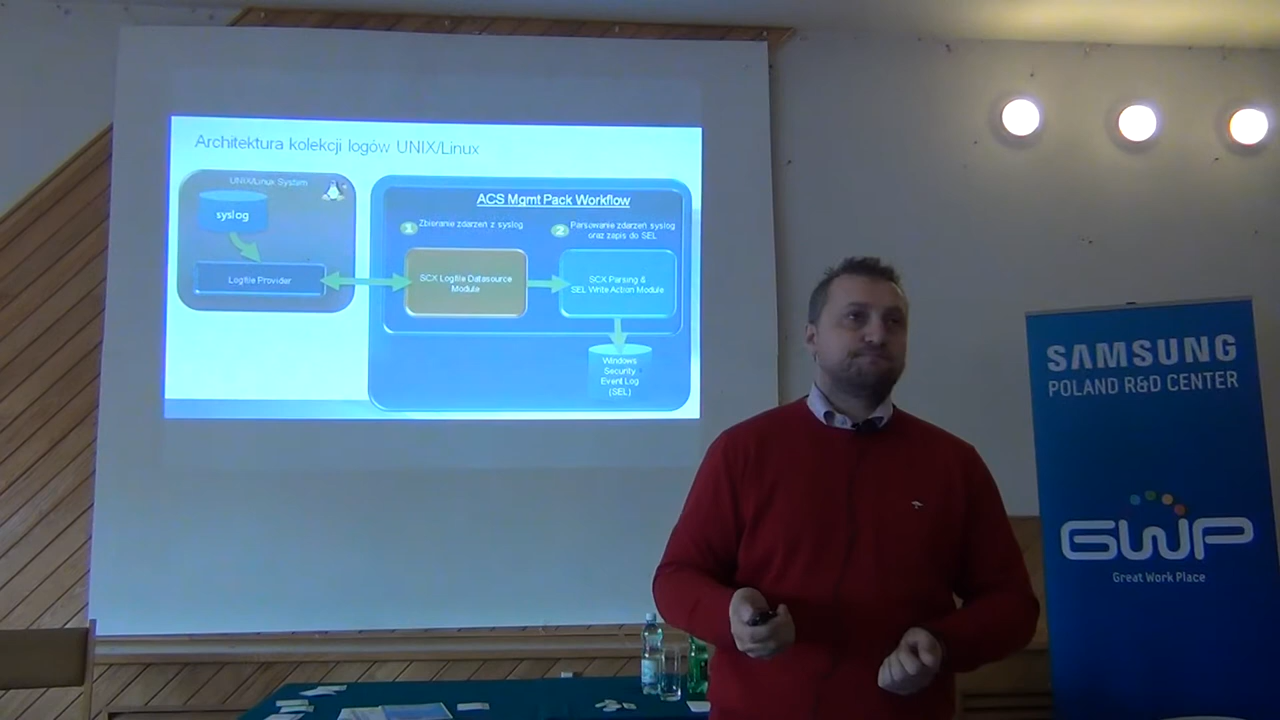 Architektura kolekcji logów UNIX/Linux
UNIX/Linux System
syslog
Logfile Provider
ACS Mgmt Pack Workflow
1
Zbieranie zdarzeń z syslog
2
Parsowanie zdarzeń syslog
oraz zapis do SEL
SCX Logfile Datasource
Module
SCX Parsing &
SEL Write Action Module
Windows
Security
Event Log
(SEL)
SAMSUNG
POLAND R&D CENTER
GWP
Great Work Place